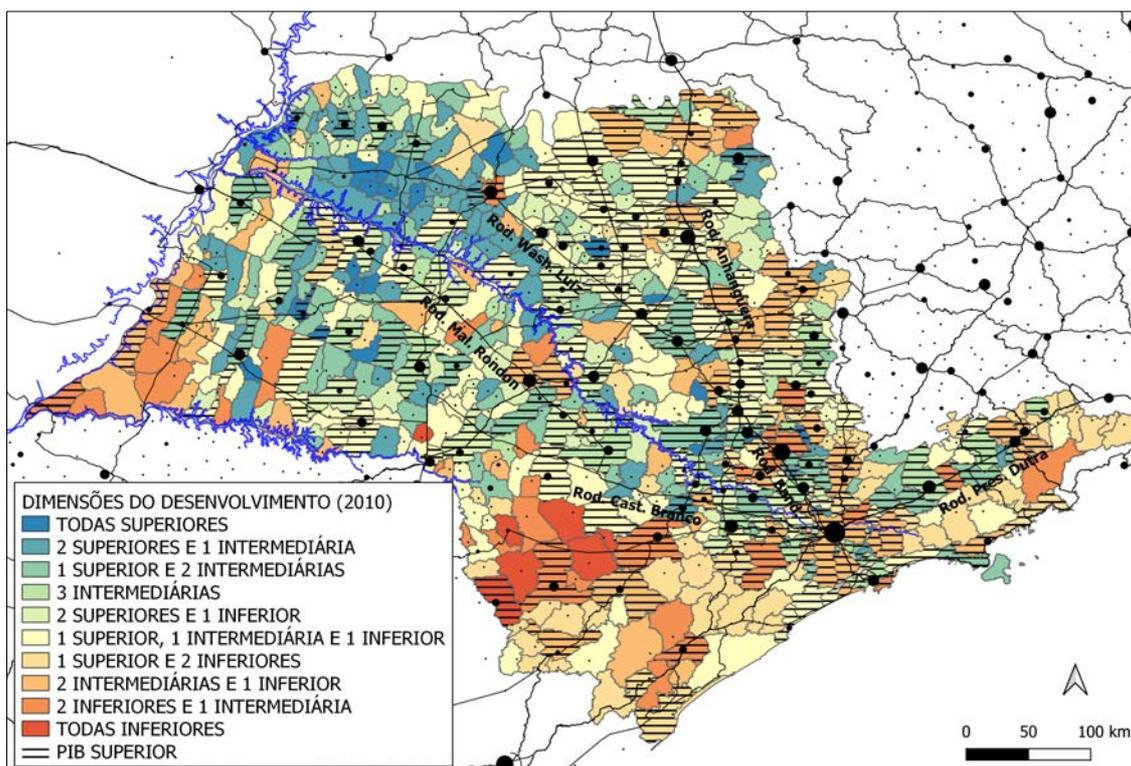 Rod. Wash. Luiz
Rod. Anhanguera
Rod. Mal. Rondon
Rod. Band.
Rod. Pres. Dutra
Rod. Cast. Branco
DIMENSÕES DO DESENVOLVIMENTO (2010)
TODAS SUPERIORES
2 SUPERIORES E 1 INTERMEDIÁRIA
1 SUPERIOR E 2 INTERMEDIÁRIAS
3 INTERMEDIÁRIAS
2 SUPERIORES E 1 INFERIOR
1 SUPERIOR, 1 INTERMEDIÁRIA E 1 INFERIOR
1 SUPERIOR E 2 INFERIORES
2 INTERMEDIÁRIAS E 1 INFERIOR
2 INFERIORES E 1 INTERMEDIÁRIA
TODAS INFERIORES
PIB SUPERIOR
0 50 100 km